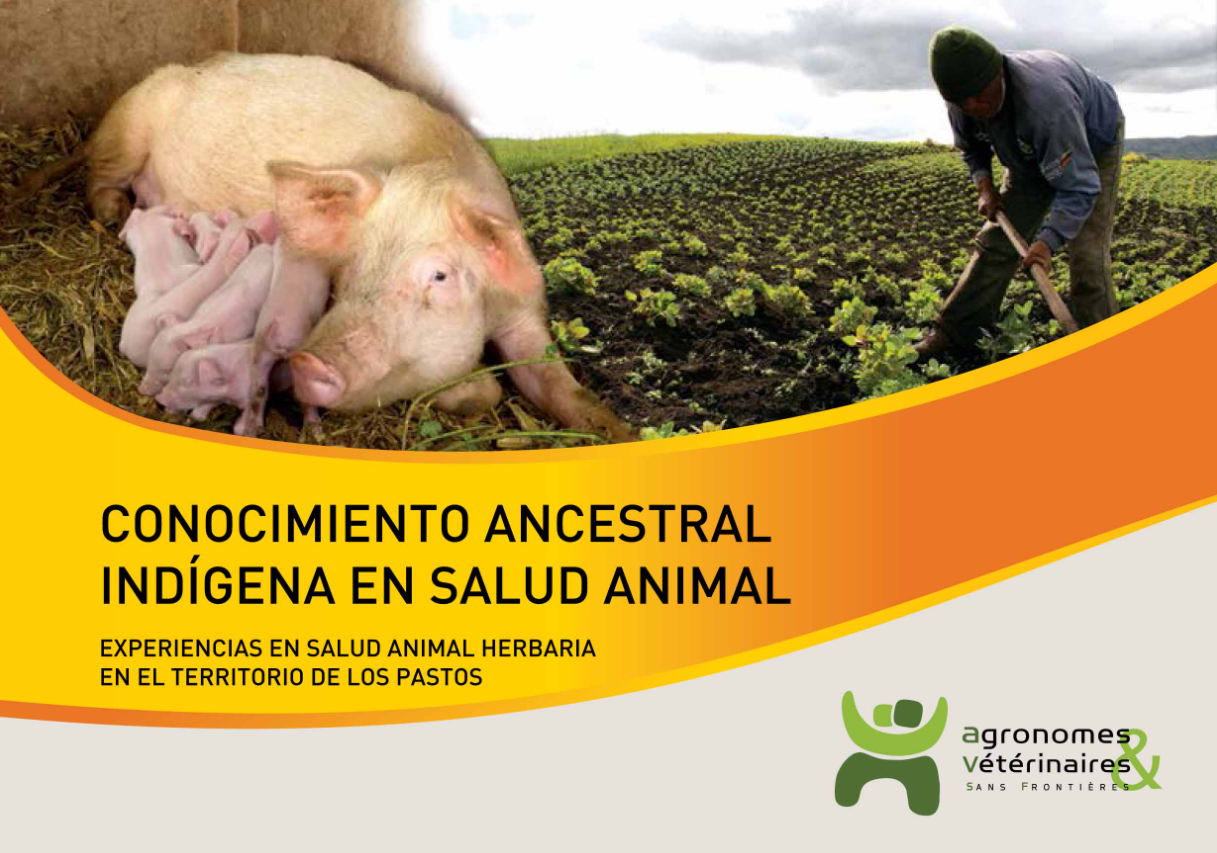 CONOCIMIENTO ANCESTRAL
INDÍGENA EN SALUD ANIMAL
EXPERIENCIAS EN SALUD ANIMAL HERBARIA
EN EL TERRITORIO DE LOS PASTOS
agronomes
&
vétérinaires
SANS FRONTIÈRES